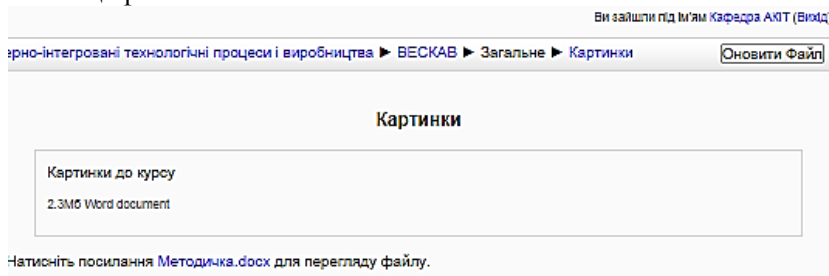 Ви зайшли під ім'ям Кафедра АКІТ (Вихід)
ерно-інтегровані технологічні процеси і виробництва ► ВЕСКАВ ► Загальне ► Картинки Оновити Файл
Картинки
Картинки до курсу
2.3Мб Word document
Натисніть посилання Методичка.docx для перегляду файлу.